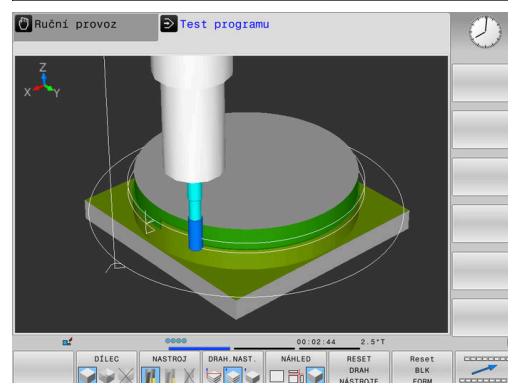 Ruční provoz
Test programu
Z
X
Y
00:02:44 2.5*T
DÍLEC
NASTROJ
DRAH.NAST.
NÁHLED
RESET
DRAH
NÁSTROJE
Reset
BLK
FORM